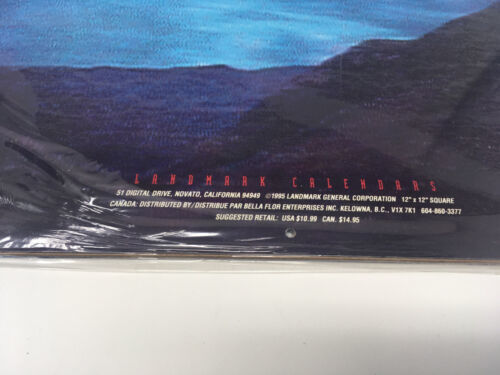 LANDMARK CALENDARS
51 DIGITAL DRIVE, NOVATO, CALIFORNIA 94949 ©1995 LANDMARK GENERAL CORPORATION 12" x 12" SQUARE
CANADA: DISTRIBUTED BY/DISTRIBUE PAR BELLA FLOR ENTERPRISES INC. KELOWNA, B.C., V1X 7K1 604-860-3377
SUGGESTED RETAIL: USA $10.99 CAN. $14.95